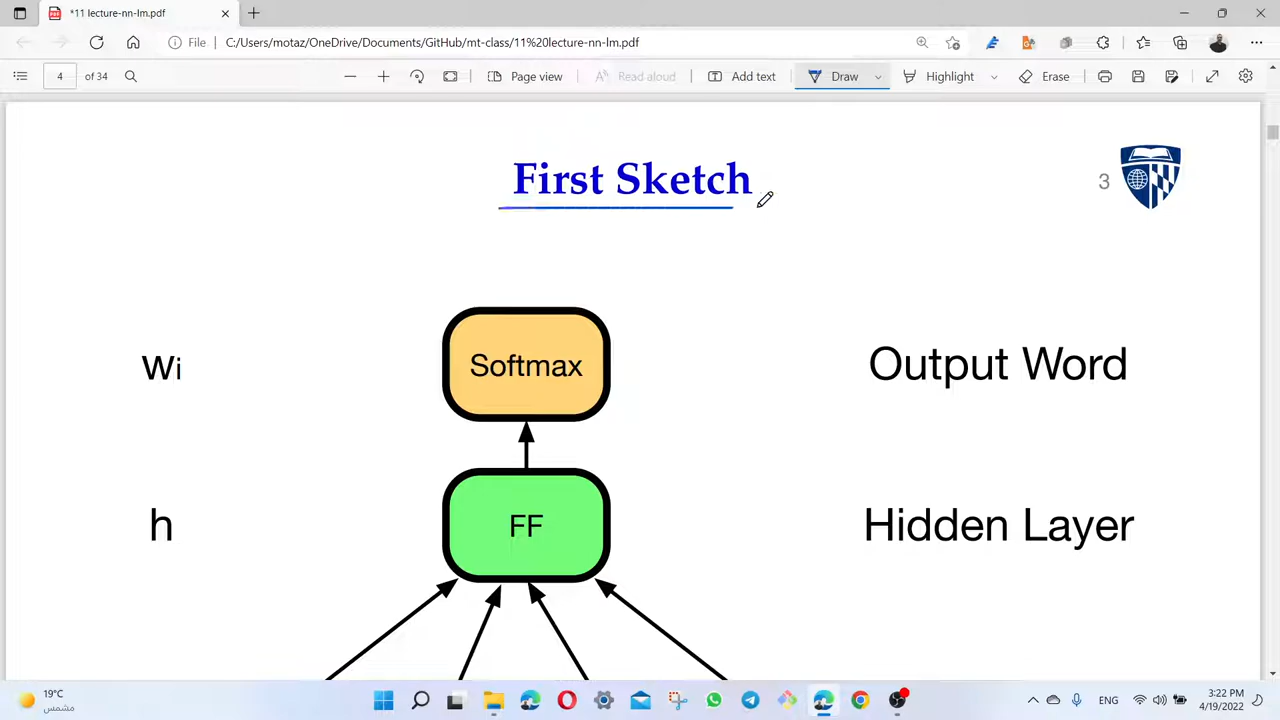 *11 lecture-nn-lm.pdf
File C:/Users/motaz/OneDrive/Documents/GitHub/mt-class/11%20lecture-nn-lm.pdf
4 of 34 Page view Read aloud Add text Draw Highlight Erase
First Sketch
3
wi Softmax Output Word
h FF Hidden Layer
19°C
مشمس
ENG
3:22 PM
8/19/2022